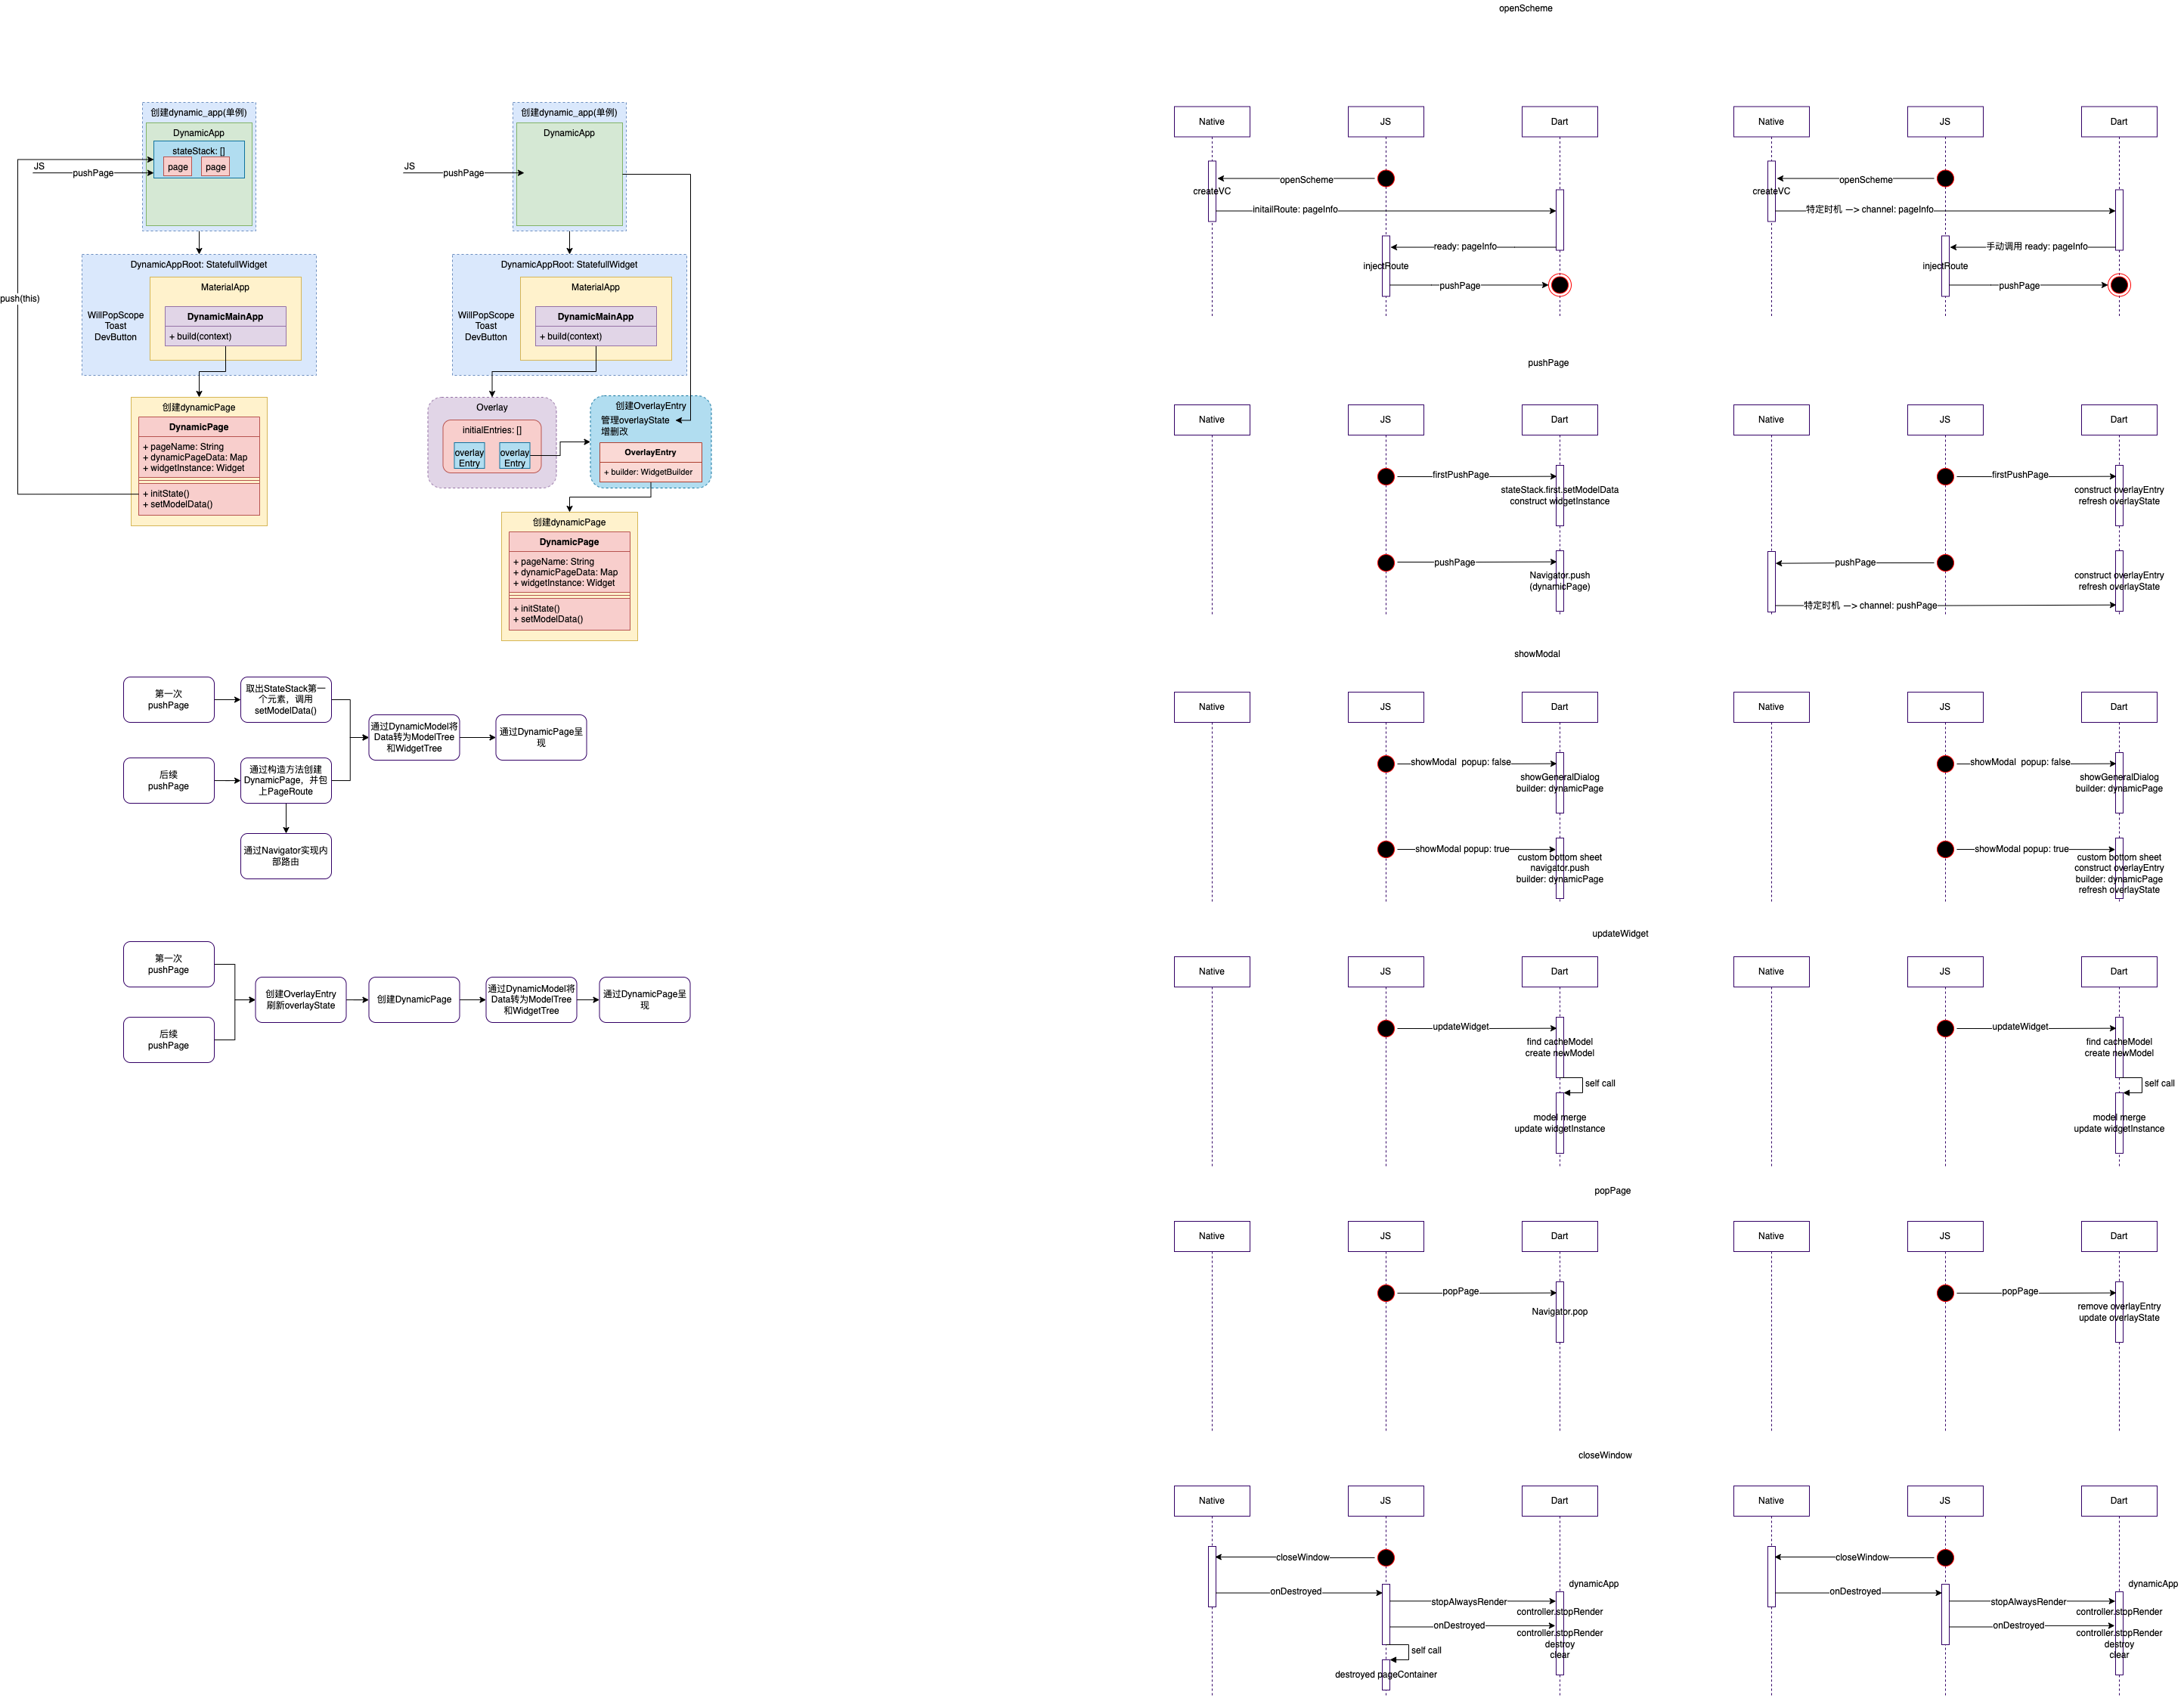 openScheme
创建dynamic_app(单例)
DynamicApp
stateStack: []
page
page
JS
pushPage
push(this)
DynamicAppRoot: StatefullWidget
MaterialApp
WillPopScope
Toast
DevButton
DynamicMainApp
+ build(context)
创建dynamicPage
DynamicPage
+ pageName: String
+ dynamicPageData: Map
+ widgetInstance: Widget
+ initState()
+ setModelData()
创建dynamic_app(单例)
DynamicApp
JS
pushPage
DynamicAppRoot: StatefullWidget
MaterialApp
WillPopScope
Toast
DevButton
DynamicMainApp
+ build(context)
Overlay
initialEntries: []
overlay
Entry
overlay
Entry
创建OverlayEntry
管理overlayState
增删改
OverlayEntry
+ builder: WidgetBuilder
创建dynamicPage
DynamicPage
+ pageName: String
+ dynamicPageData: Map
+ widgetInstance: Widget
+ initState()
+ setModelData()
第一次
pushPage
取出StateStack第一
个元素，调用
setModelData()
后续
pushPage
通过构造方法创建
DynamicPage，并包
上PageRoute
通过DynamicModel将
Data转为ModelTree
和WidgetTree
通过DynamicPage呈
现
通过Navigator实现内
部路由
第一次
pushPage
后续
pushPage
创建OverlayEntry
刷新overlayState
创建DynamicPage
通过DynamicModel将
Data转为ModelTree
和WidgetTree
通过DynamicPage呈
现
Native
JS
Dart
openScheme
createVC
initailRoute: pageInfo
ready: pageInfo
injectRoute
pushPage
Native
JS
Dart
openScheme
createVC
特定时机 —> channel: pageInfo
手动调用 ready: pageInfo
injectRoute
pushPage
pushPage
Native
JS
Dart
firstPushPage
stateStack.first.setModelData
construct widgetInstance
pushPage
Navigator.push
(dynamicPage)
Native
JS
Dart
firstPushPage
construct overlayEntry
refresh overlayState
pushPage
construct overlayEntry
refresh overlayState
特定时机 —> channel: pushPage
showModal
Native
JS
Dart
showModal  popup: false
showGeneralDialog
builder: dynamicPage
showModal popup: true
custom bottom sheet
navigator.push
builder: dynamicPage
Native
JS
Dart
showModal  popup: false
showGeneralDialog
builder: dynamicPage
showModal popup: true
custom bottom sheet
construct overlayEntry
builder: dynamicPage
refresh overlayState
updateWidget
Native
JS
Dart
updateWidget
find cacheModel
create newModel
self call
model merge
update widgetInstance
Native
JS
Dart
updateWidget
find cacheModel
create newModel
self call
model merge
update widgetInstance
popPage
Native
JS
Dart
popPage
Navigator.pop
Native
JS
Dart
popPage
remove overlayEntry
update overlayState
closeWindow
Native
JS
Dart
closeWindow
onDestroyed
dynamicApp
stopAlwaysRender
controller.stopRender
onDestroyed
controller.stopRender
destroy
clear
self call
destroyed pageContainer
Native
JS
Dart
closeWindow
onDestroyed
dynamicApp
stopAlwaysRender
controller.stopRender
onDestroyed
controller.stopRender
destroy
clear